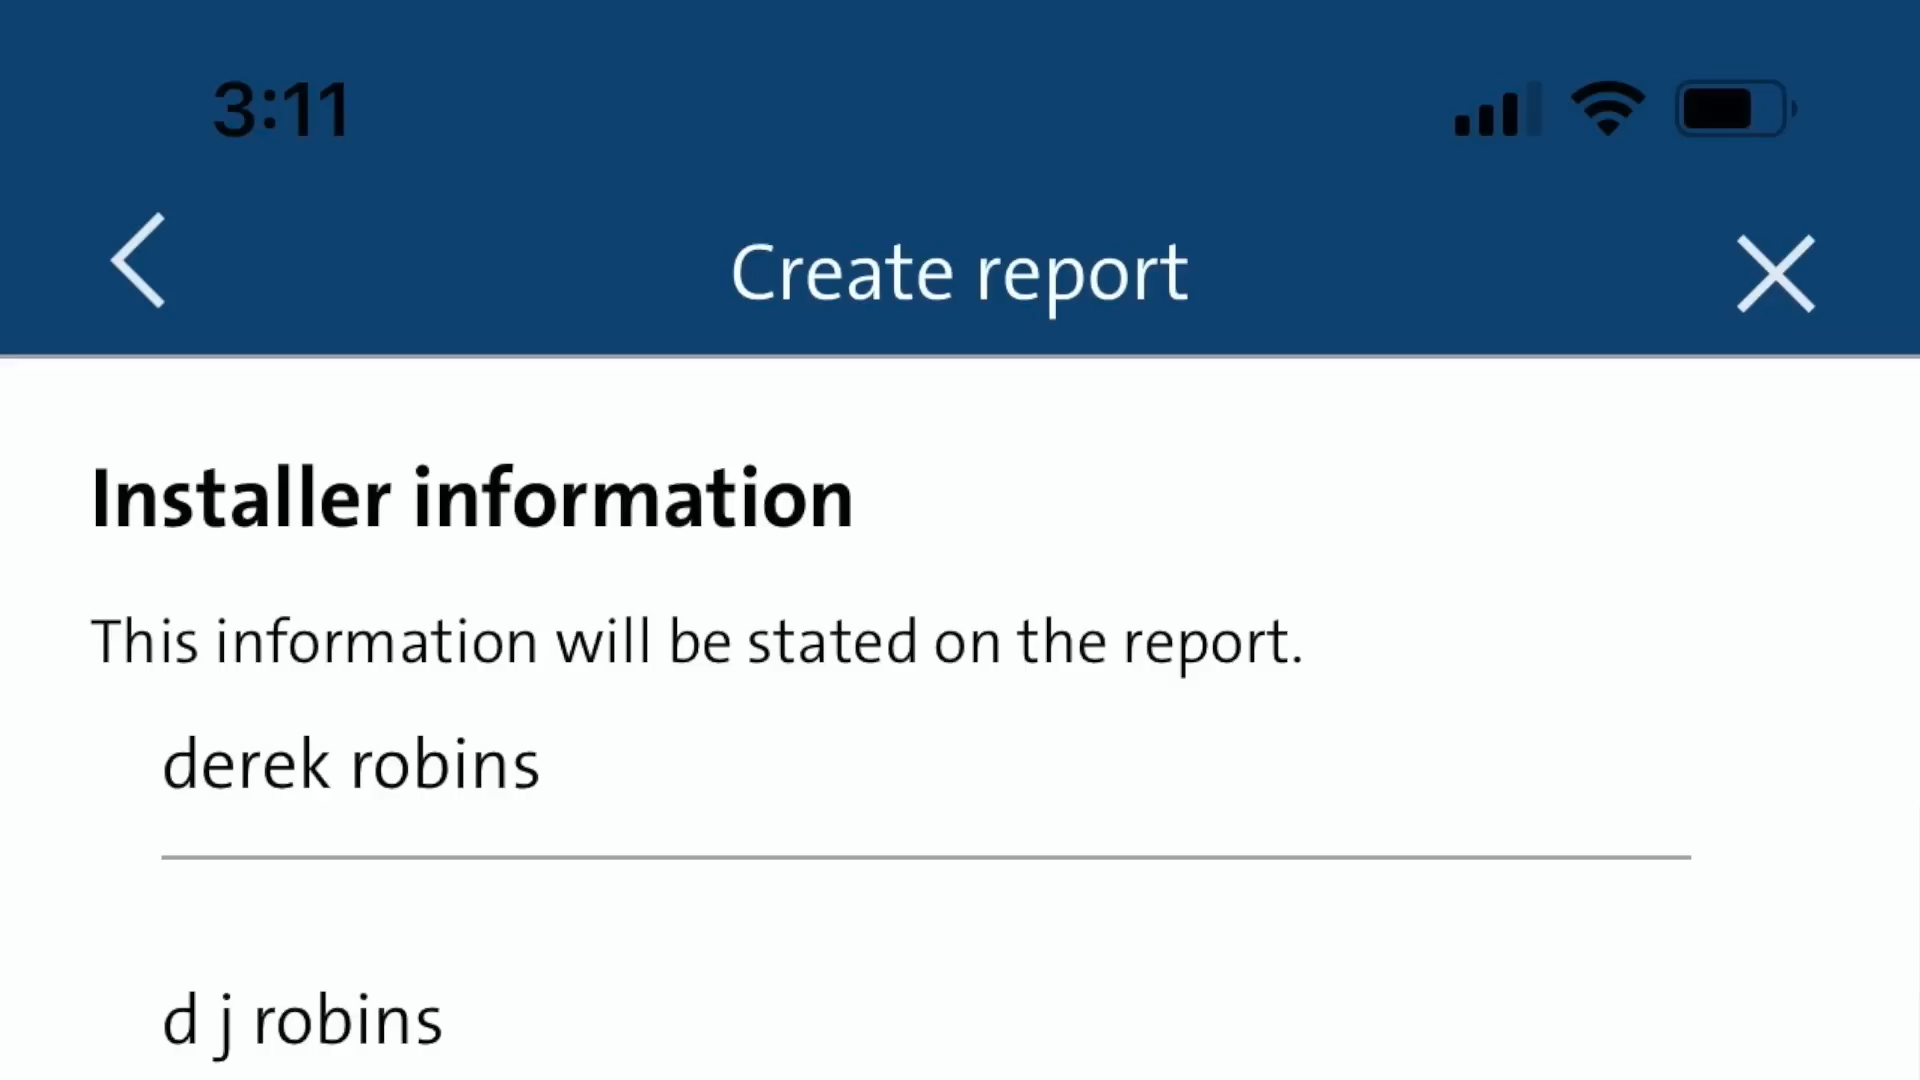 3:11
Create report
Installer information
This information will be stated on the report.
derek robins
d j robins